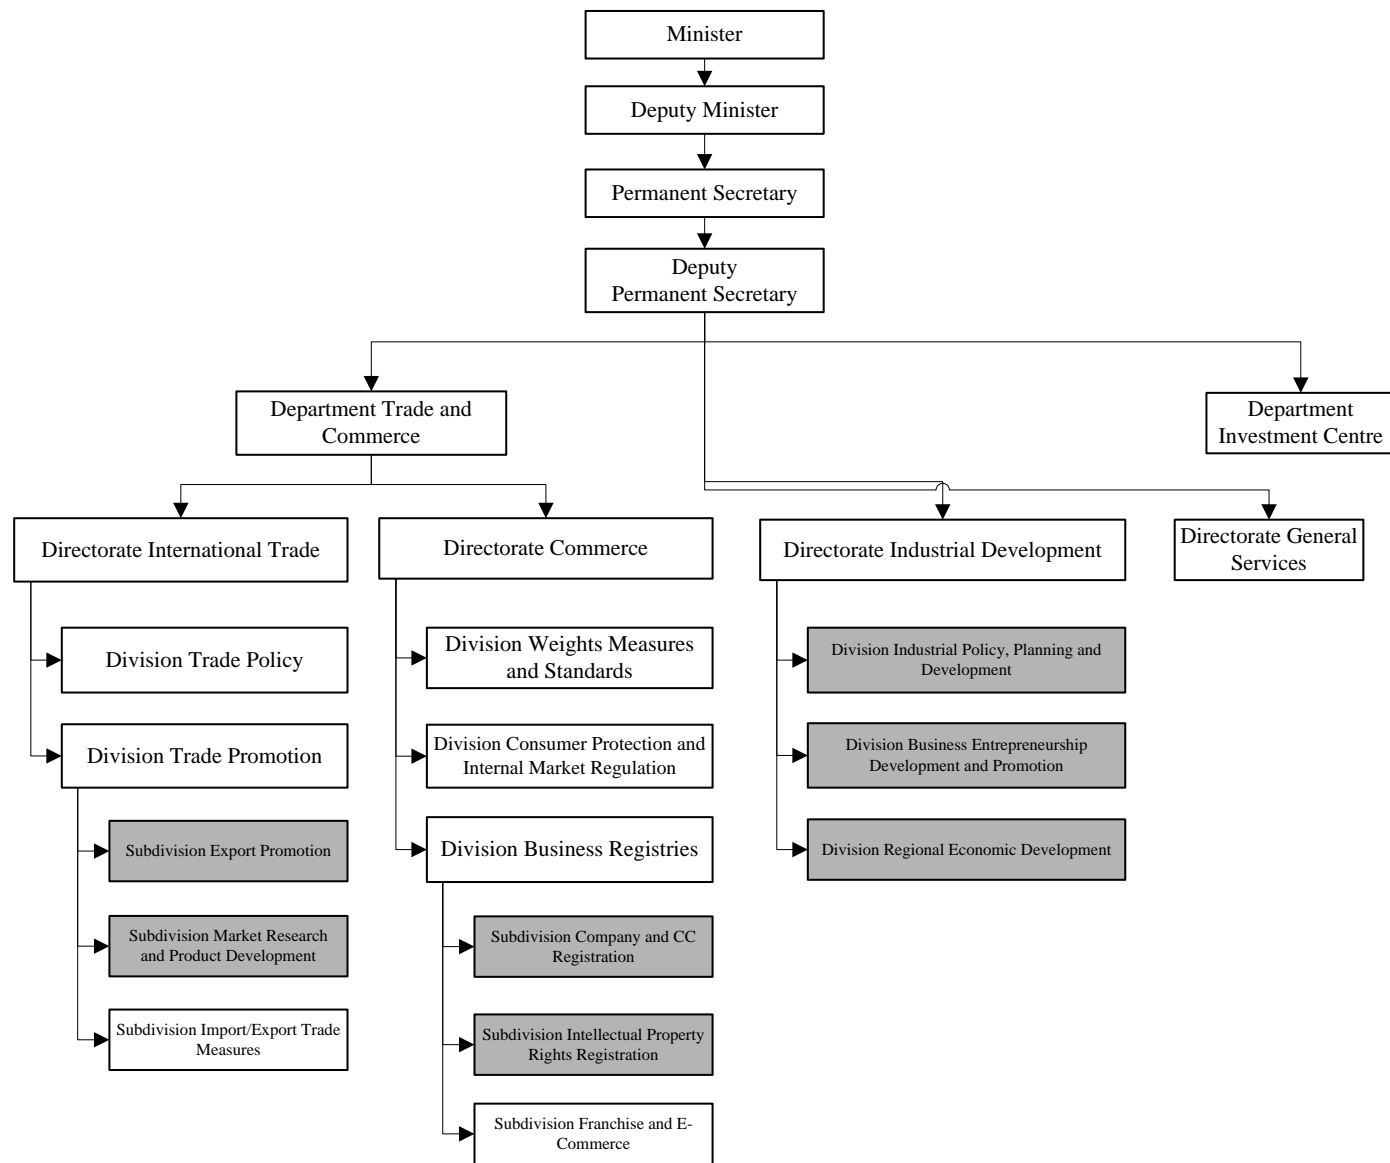 Minister
Deputy Minister
Permanent Secretary
Deputy
Permanent Secretary
Department Trade and
Commerce
Department
Investment Centre
Directorate International Trade
Directorate Commerce
Directorate Industrial Development
Directorate General
Services
Division Trade Policy
Division Trade Promotion
Subdivision Export Promotion
Subdivision Market Research
and Product Development
Subdivision Import/Export Trade
Measures
Division Weights Measures
and Standards
Division Consumer Protection and
Internal Market Regulation
Division Business Registries
Subdivision Company and CC
Registration
Subdivision Intellectual Property
Rights Registration
Subdivision Franchise and E-
Commerce
Division Industrial Policy, Planning and
Development
Division Business Entrepreneurship
Development and Promotion
Division Regional Economic Development